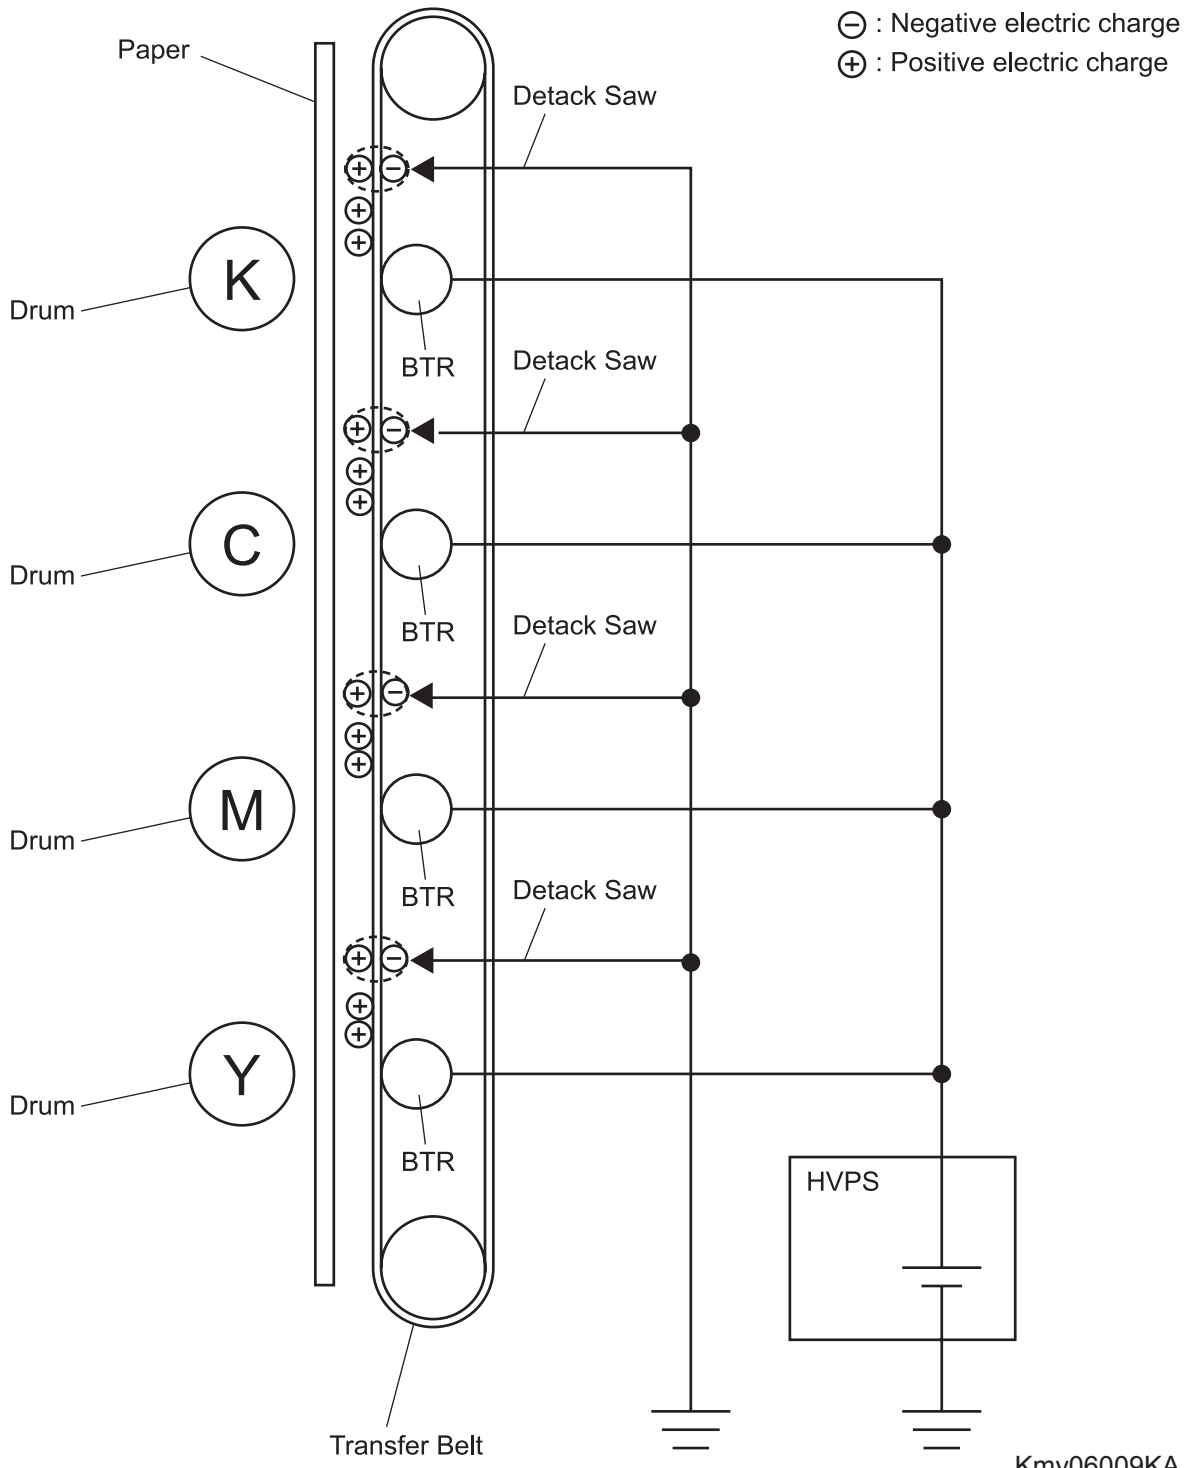 ⊖ : Negative electric charge
Paper
⊕ : Positive electric charge
Detack Saw
K
Drum
BTR
Detack Saw
C
Drum
BTR
Detack Saw
M
Drum
BTR
Detack Saw
Y
Drum
BTR
HVPS
Transfer Belt
Kmy06009KA